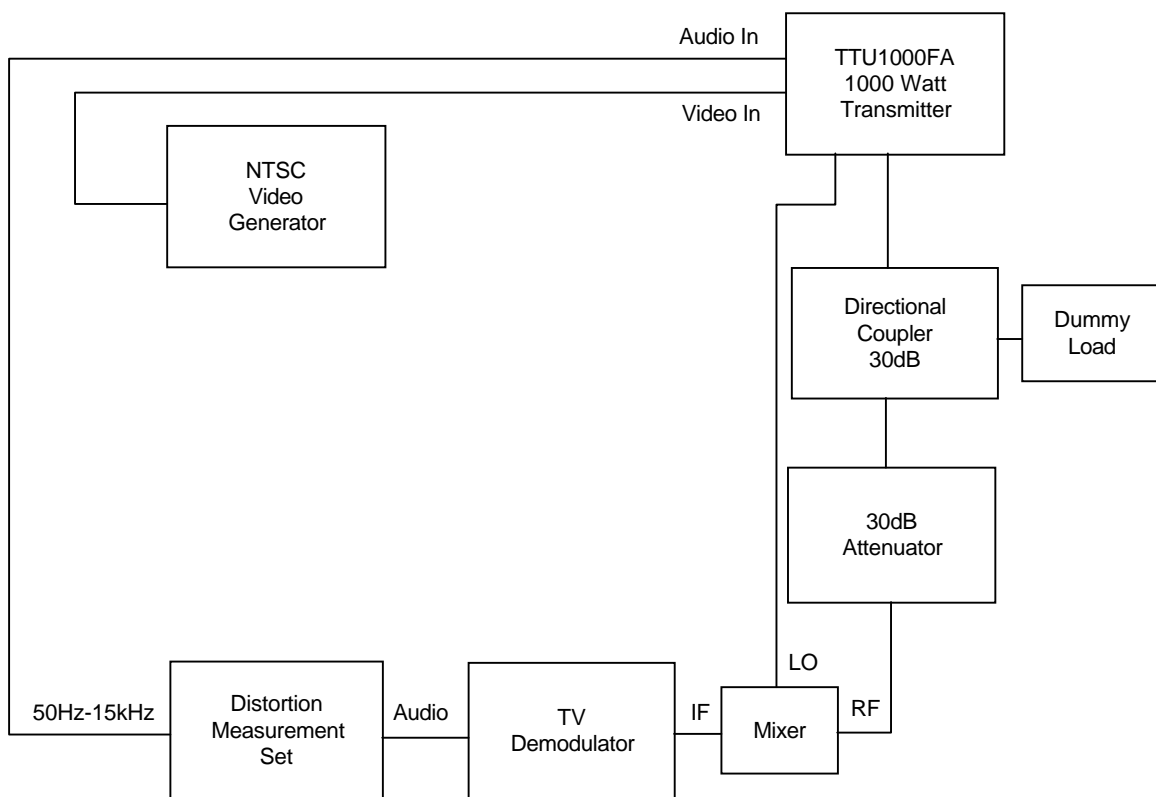 Audio In
TTU1000FA
1000 Watt
Transmitter
Video In
NTSC
Video
Generator
Directional
Coupler
30dB
Dummy
Load
30dB
Attenuator
LO
50Hz-15kHz
Distortion
Measurement
Set
Audio
TV
Demodulator
IF
Mixer
RF